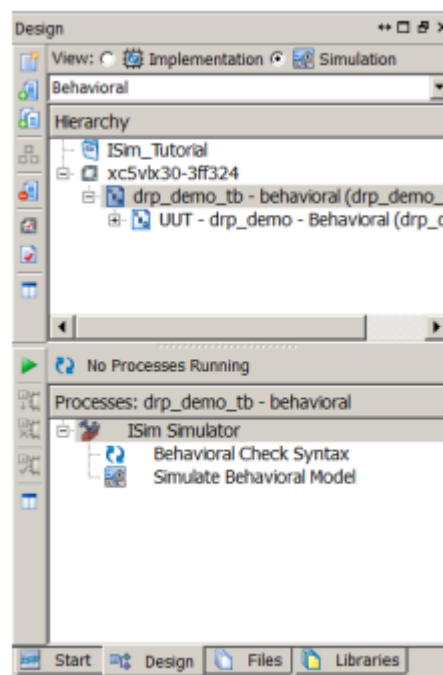 Design
View: Implementation Simulation
Behavioral
Hierarchy
ISim_Tutorial
xc5vlx30-3ff324
drp_demo_tb - behavioral (drp_demo_
UUT - drp_demo - Behavioral (drp_d
No Processes Running
Processes: drp_demo_tb - behavioral
ISim Simulator
Behavioral Check Syntax
Simulate Behavioral Model
Start Design Files Libraries